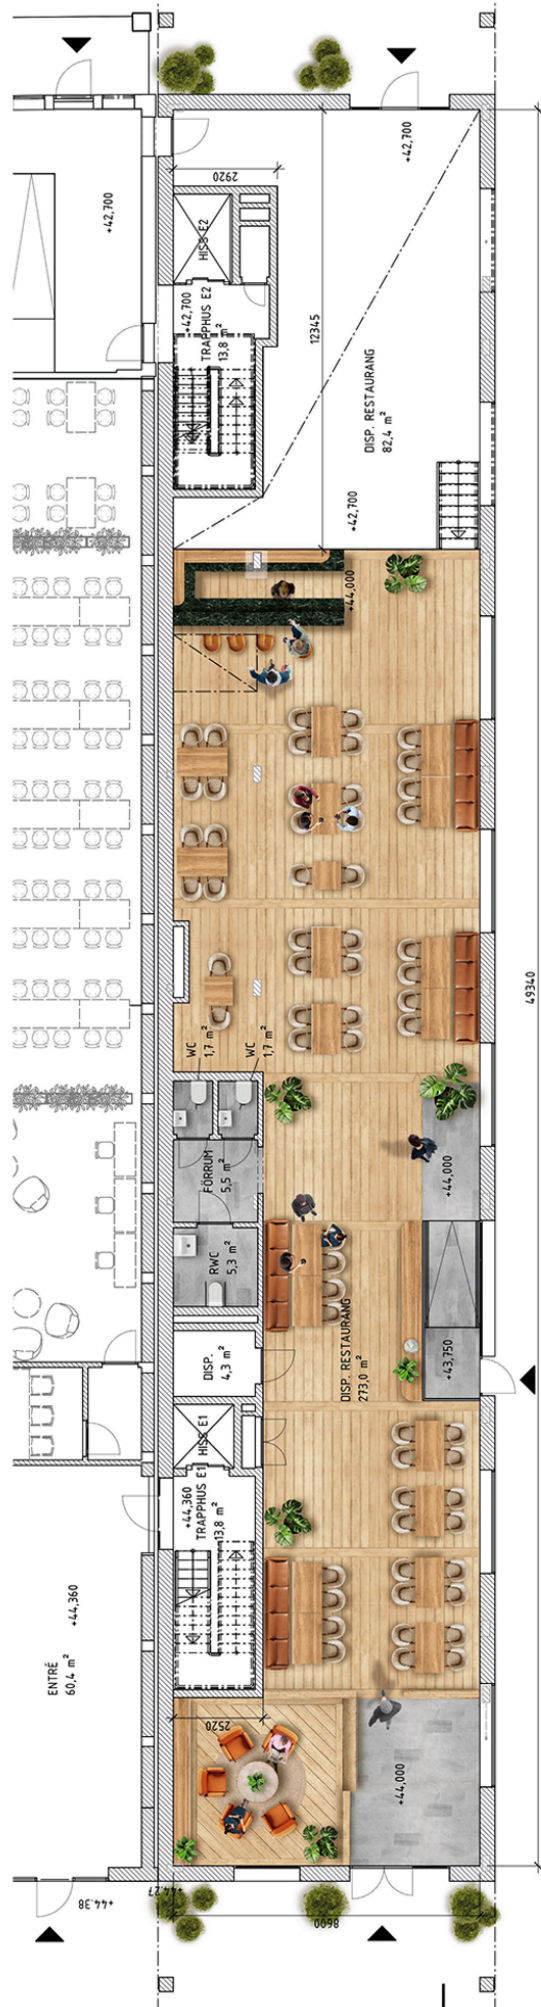 +42,700
+42,700
2920
HISS E2
+42,700
TRAPPHUS E2
13,8 m²
12345
DISP. RESTAURANG
82,4 m²
+42,700
+44,000
49340
WC
1,7 m²
WC
1,7 m²
FÖRRUM
5,5 m²
+44,000
RWC
5,3 m²
DISP. RESTAURANG
273,0 m²
+43,750
DISP.
4,3 m²
HISS E1
+44,360
TRAPPHUS E1
13,8 m²
ENTRÉ
60,4 m²
+44,360
2520
+44,000
+44.38
+44.27
8600